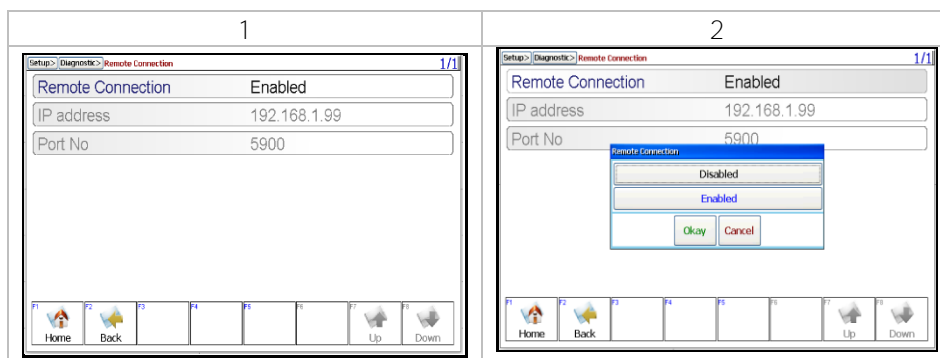 1
2
Setup> Diagnostic> Remote Connection 1/1
Remote Connection Enabled
IP address 192.168.1.99
Port No 5900
F1 F2 F3 F4 F5 F6 F7 F8
Home Back Up Down
Setup> Diagnostic> Remote Connection 1/1
Remote Connection Enabled
IP address 192.168.1.99
Port No 5900
Remote Connection
Disabled
Enabled
Okay Cancel
F1 F2 F3 F4 F5 F6 F7 F8
Home Back Up Down